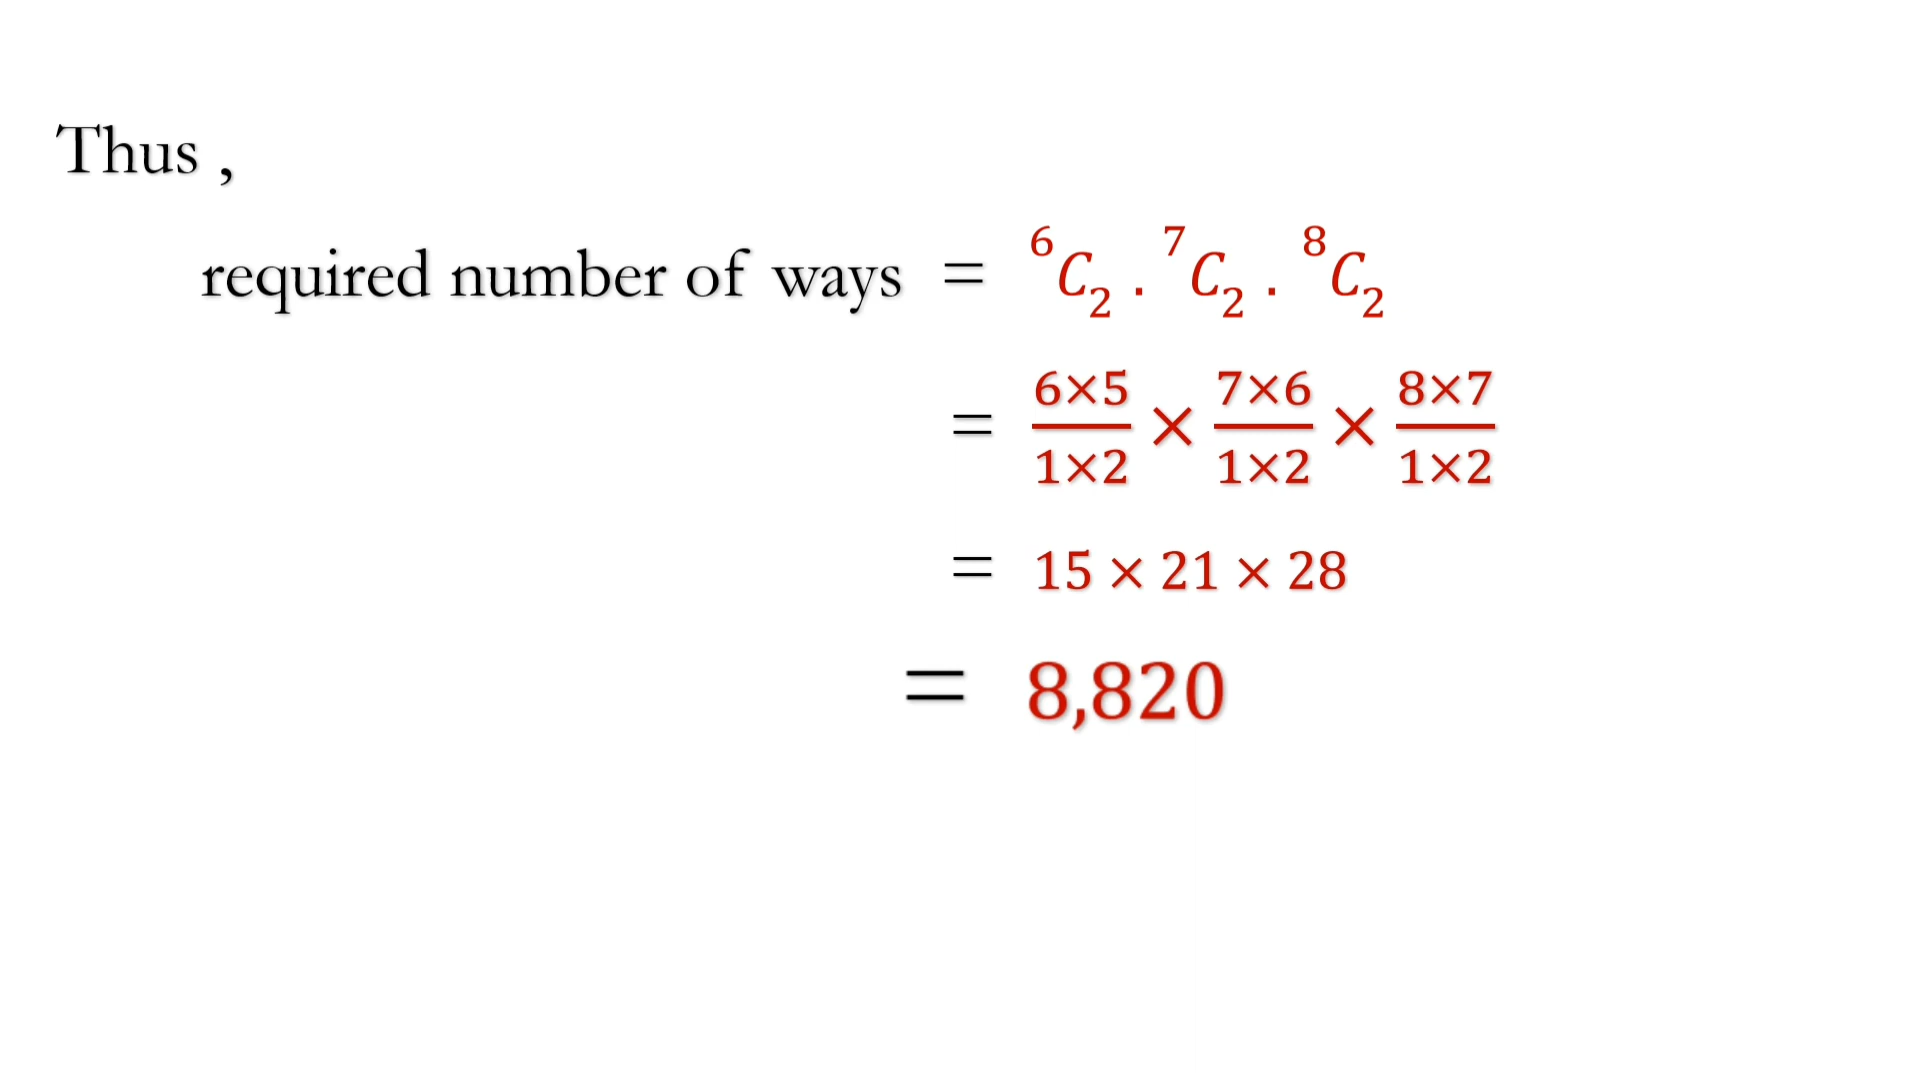 Thus ,
required number of ways = ⁶C₂ . ⁷C₂ . ⁸C₂
= 6×5/1×2 × 7×6/1×2 × 8×7/1×2
= 15 × 21 × 28
= 8,820